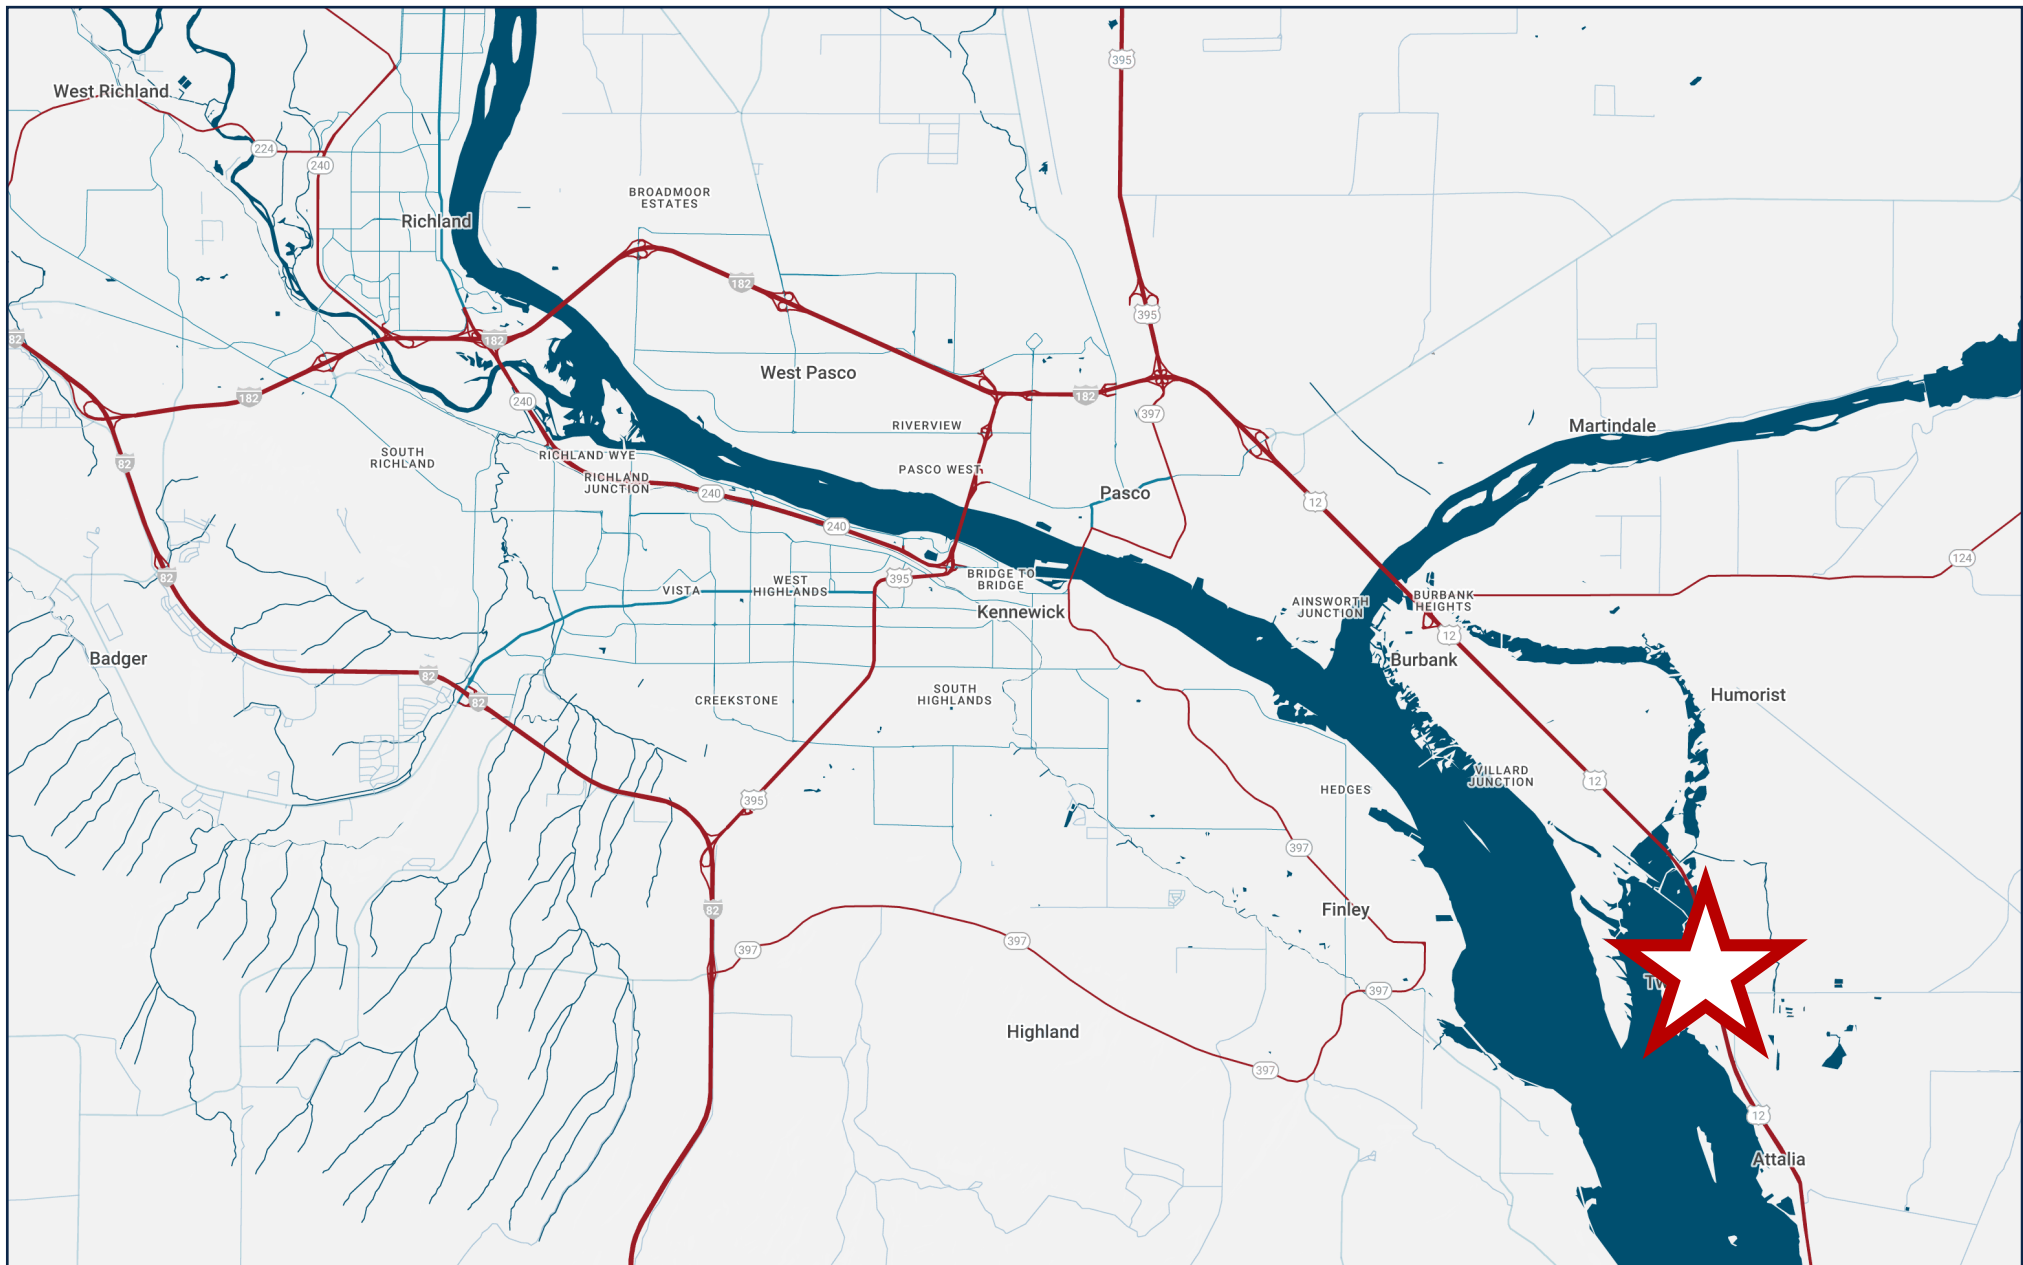 395
West Richland
224
240
BROADMOOR
ESTATES
Richland
182
395
82
182
West Pasco
182
182
240
397
RIVERVIEW
Martindale
SOUTH
RICHLAND
RICHLAND WYE
82
PASCO WEST
RICHLAND
JUNCTION
240
Pasco
12
240
124
82
395
BRIDGE TO
BRIDGE
WEST
HIGHLANDS
VISTA
AINSWORTH
JUNCTION
BURBANK
HEIGHTS
Kennewick
12
Badger
Burbank
82
82
CREEKSTONE
SOUTH
HIGHLANDS
Humorist
VILLARD
JUNCTION
12
HEDGES
395
397
82
Finley
397
397
397
Highland
397
12
Attalia